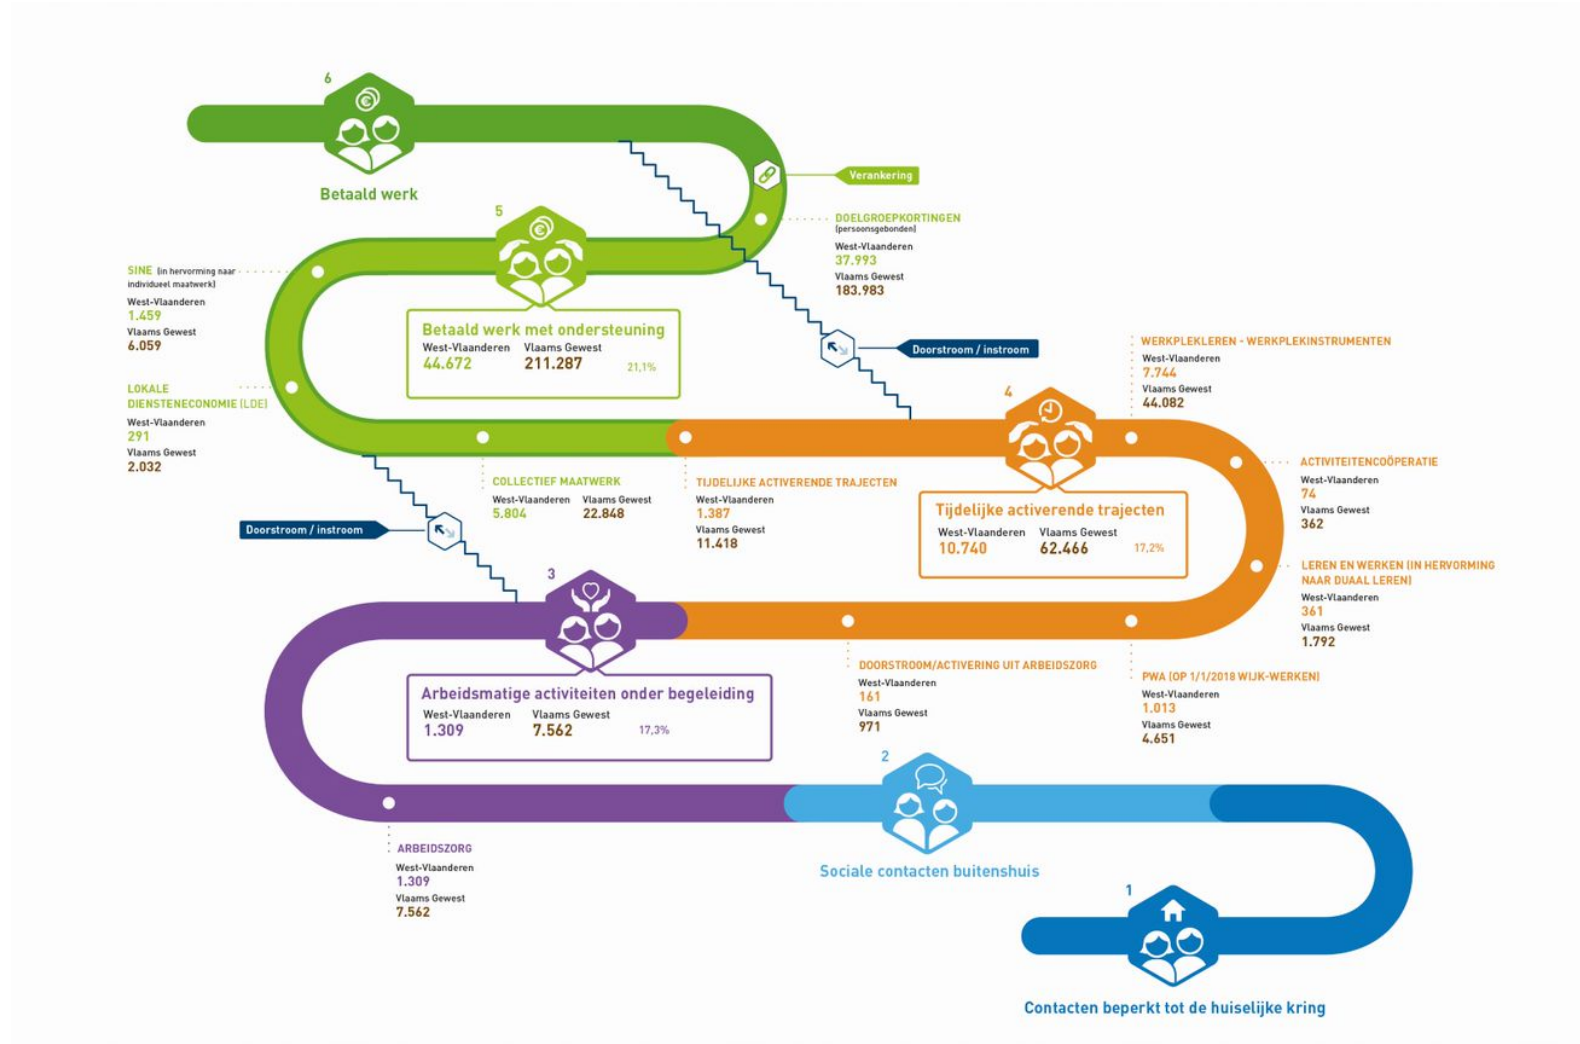 6
Betaald werk
Verankering
DOELGROEPKORTINGEN
(persoonsgebonden)
West-Vlaanderen
37.993
Vlaams Gewest
183.983
5
Betaald werk met ondersteuning
West-Vlaanderen Vlaams Gewest
44.672 211.287 21,1%
SINE (in hervorming naar
individueel maatwerk)
West-Vlaanderen
1.459
Vlaams Gewest
6.059
LOKALE
DIENSTENECONOMIE (LDE)
West-Vlaanderen
291
Vlaams Gewest
2.032
COLLECTIEF MAATWERK
West-Vlaanderen Vlaams Gewest
5.804 22.848
Doorstroom / instroom
TIJDELIJKE ACTIVERENDE TRAJECTEN
West-Vlaanderen
1.387
Vlaams Gewest
11.418
4
Tijdelijke activerende trajecten
West-Vlaanderen Vlaams Gewest
10.740 62.466 17,2%
WERKPLEKLEREN - WERKPLEKINSTRUMENTEN
West-Vlaanderen
7.744
Vlaams Gewest
44.082
ACTIVITEITENCOÖPERATIE
West-Vlaanderen
74
Vlaams Gewest
362
LEREN EN WERKEN (IN HERVORMING
NAAR DUAAL LEREN)
West-Vlaanderen
361
Vlaams Gewest
1.792
PWA (OP 1/1/2018 WIJK-WERKEN)
West-Vlaanderen
1.013
Vlaams Gewest
4.651
DOORSTROOM/ACTIVERING UIT ARBEIDSZORG
West-Vlaanderen
161
Vlaams Gewest
971
Doorstroom / instroom
3
Arbeidsmatige activiteiten onder begeleiding
West-Vlaanderen Vlaams Gewest
1.309 7.562 17,3%
ARBEIDSZORG
West-Vlaanderen
1.309
Vlaams Gewest
7.562
2
Sociale contacten buitenshuis
1
Contacten beperkt tot de huiselijke kring